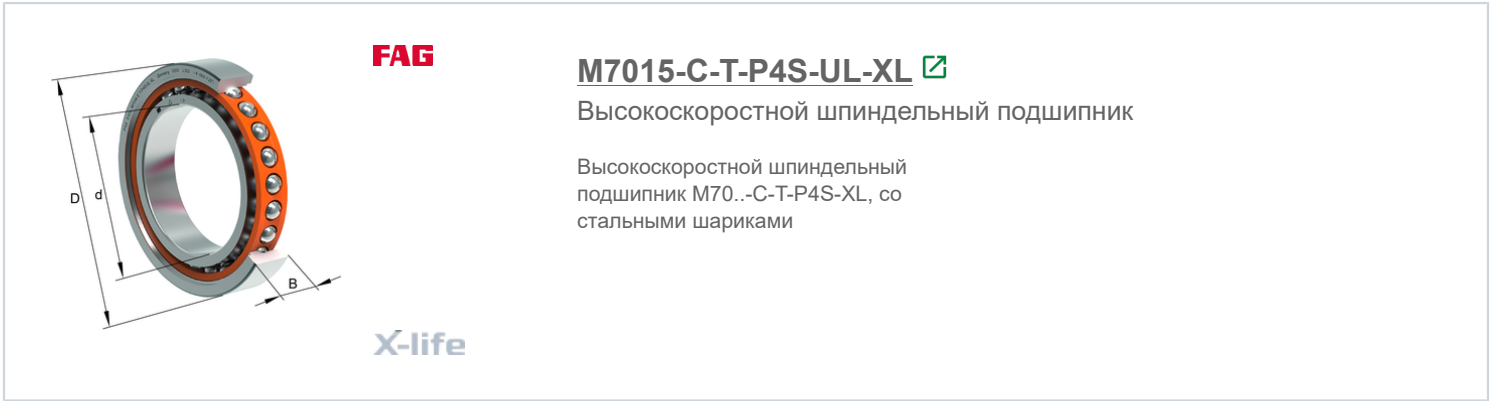 FAG
M7015-C-T-P4S-UL-XL
Высокоскоростной шпиндельный подшипник
Высокоскоростной шпиндельный
подшипник M70..-C-T-P4S-XL, со
стальными шариками
D
d
B
X-life